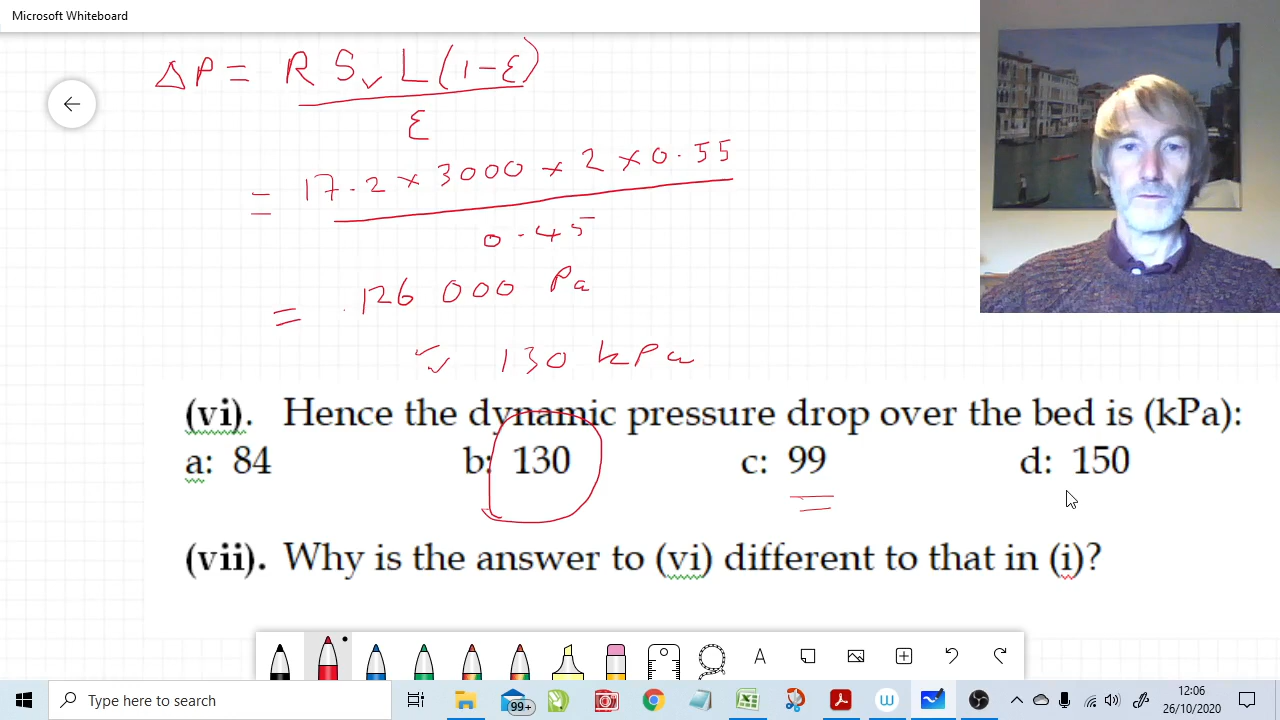 Microsoft Whiteboard
ΔP = R Sv L (1-ε)
ε
= 17.2 × 3000 × 2 × 0.55
0.45
= 126 000 Pa
≈ 130 kPa
(vi). Hence the dynamic pressure drop over the bed is (kPa):
a: 84 b: 130 c: 99 d: 150
(vii). Why is the answer to (vi) different to that in (i)?
A
Type here to search
99+
W
12:06
26/10/2020